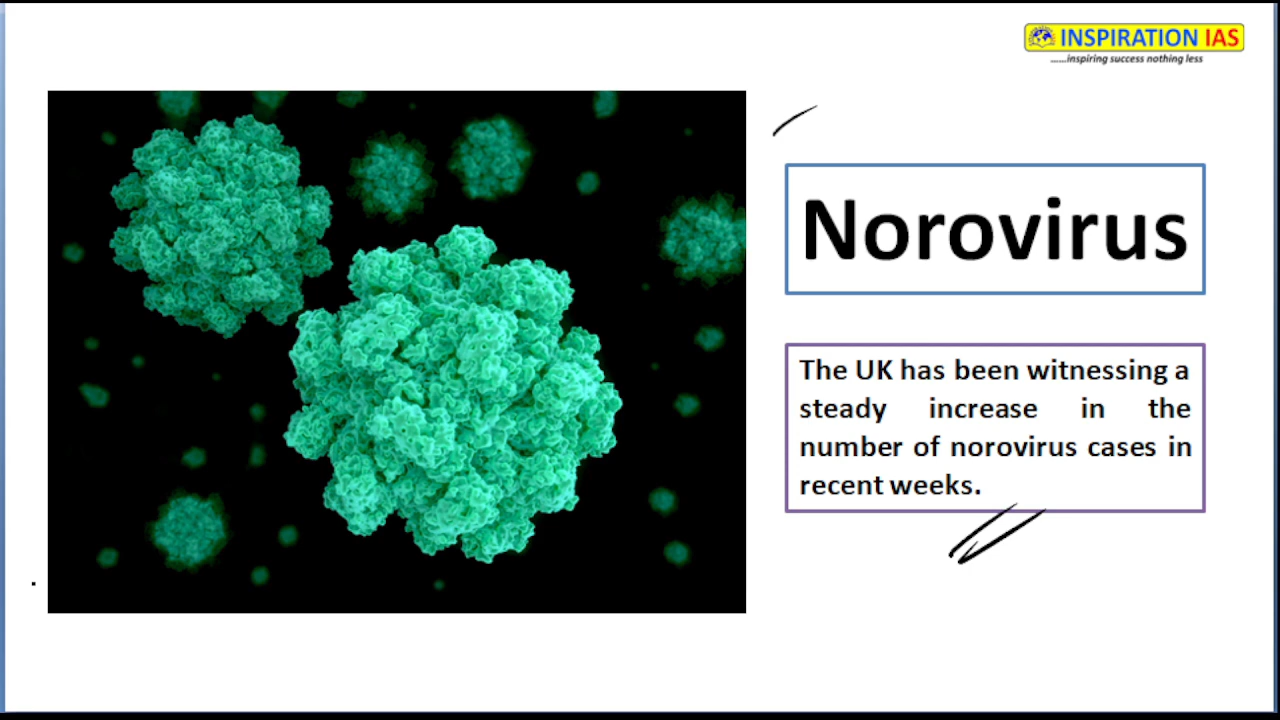 INSPIRATION IAS
......inspiring success nothing less
Norovirus
The UK has been witnessing a
steady increase in the
number of norovirus cases in
recent weeks.